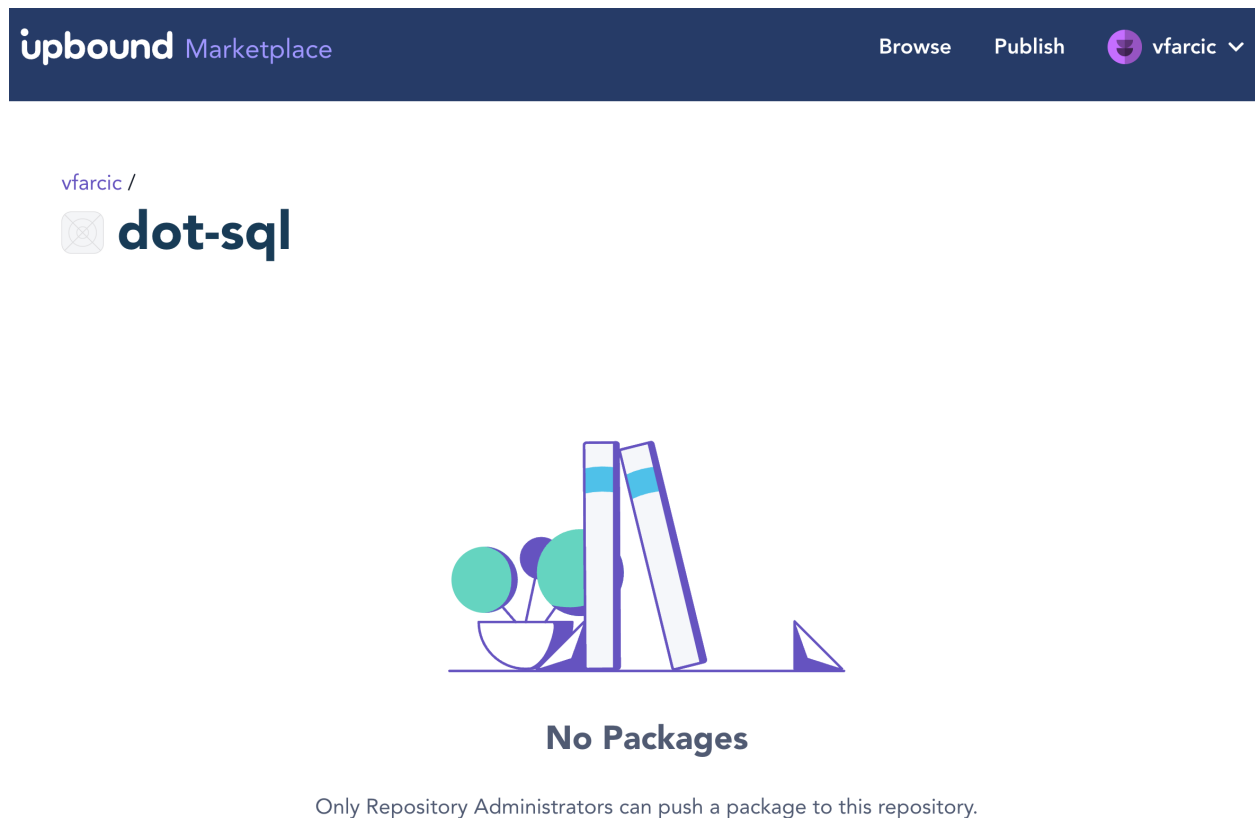 upbound Marketplace
Browse Publish vfarcic
vfarcic /
dot-sql
No Packages
Only Repository Administrators can push a package to this repository.